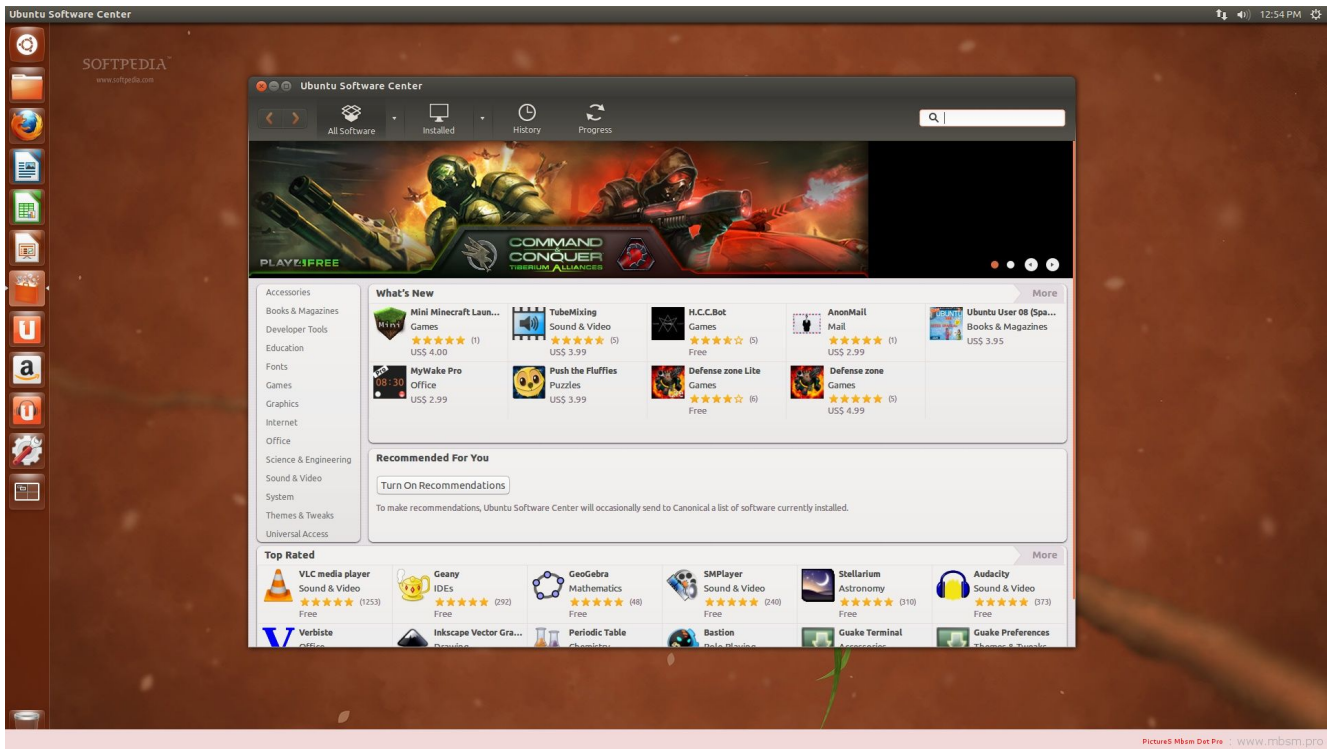 Ubuntu Software Center
12:54 PM
SOFTPEDIA
www.softpedia.com
Ubuntu Software Center
All Software
Installed
History
Progress
PLAY4FREE
COMMAND
CONQUER
TIBERIUM ALLIANCES
Accessories
Books & Magazines
Developer Tools
Education
Fonts
Games
Graphics
Internet
Office
Science & Engineering
Sound & Video
System
Themes & Tweaks
Universal Access
What's New
More
Mini Minecraft Laun...
Games
(1)
US$ 4.00
TubeMixing
Sound & Video
(5)
US$ 3.99
H.C.C.Bot
Games
(5)
Free
AnonMail
Mail
(1)
US$ 2.99
Ubuntu User 08 (Spa...
Books & Magazines
US$ 3.95
08:30
MyWake Pro
Office
US$ 2.99
Push the Fluffies
Puzzles
US$ 3.99
Defense zone Lite
Games
(6)
Free
Defense zone
Games
(5)
US$ 4.99
Recommended For You
Turn On Recommendations
To make recommendations, Ubuntu Software Center will occasionally send to Canonical a list of software currently installed.
Top Rated
More
VLC media player
Sound & Video
(1253)
Free
Geany
IDEs
(292)
Free
GeoGebra
Mathematics
(48)
Free
SMPlayer
Sound & Video
(240)
Free
Stellarium
Astronomy
(310)
Free
Audacity
Sound & Video
(373)
Free
Verbiste
Office
Inkscape Vector Gra...
Drawing
Periodic Table
Chemistry
Bastion
Role Playing
Guake Terminal
Accessories
Guake Preferences
Themes & Tweaks
PictureS Mbsm Dot Pro : www.mbsm.pro